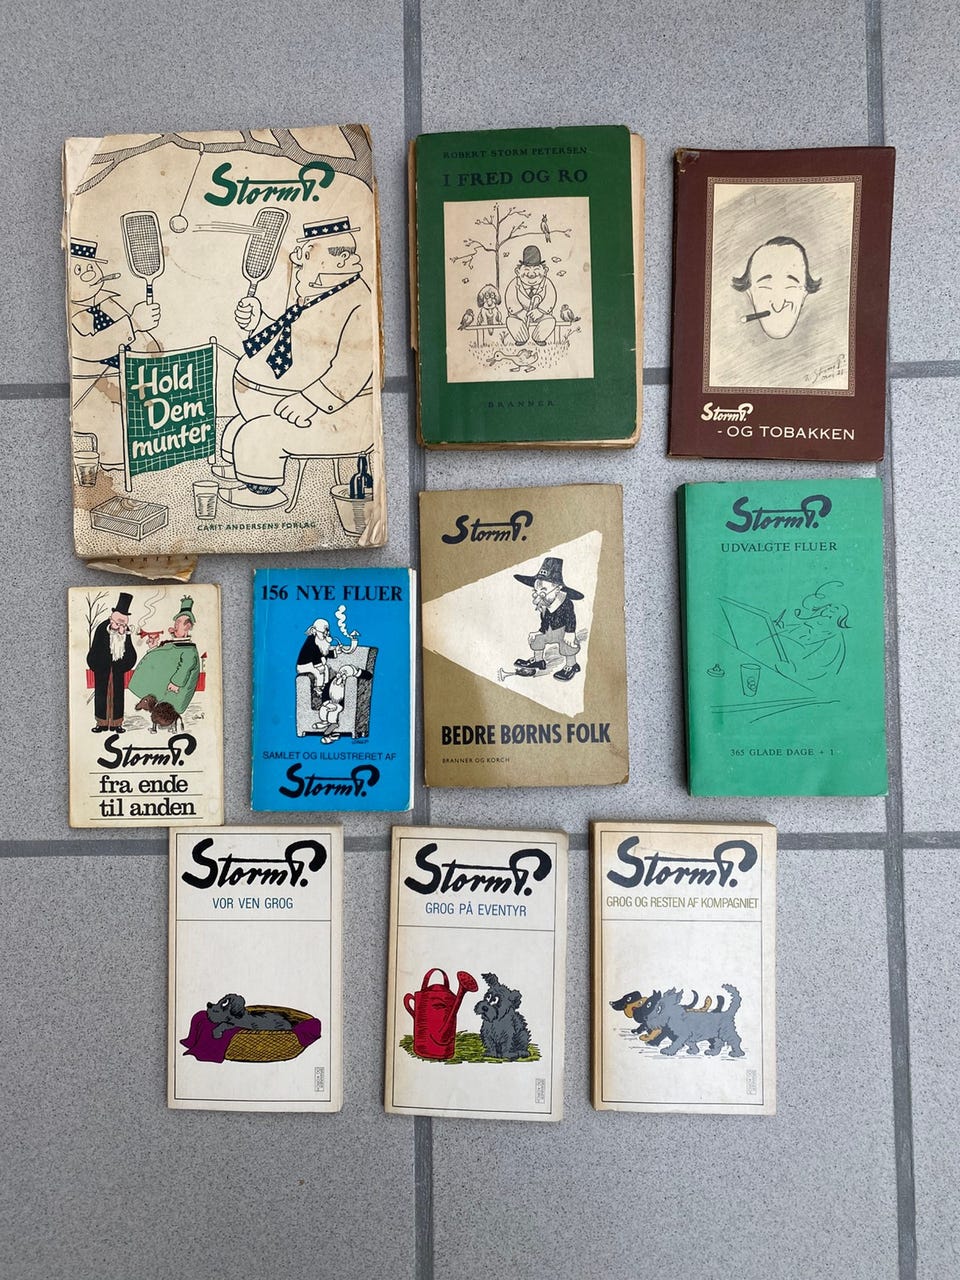 Storm P.
Hold
Dem
munter
CARIT ANDERSENS FORLAG
ROBERT STORM PETERSEN
I FRED OG RO
BRANNER
Storm P.
- OG TOBAKKEN
Storm P.
fra ende
til anden
156 NYE FLUER
SAMLET OG ILLUSTRERET AF
Storm P.
Storm P.
BEDRE BØRNS FOLK
BRANNER OG KORCH
Storm P.
UDVALGTE FLUER
365 GLADE DAGE + 1
Storm P.
VOR VEN GROG
Storm P.
GROG PÅ EVENTYR
Storm P.
GROG OG RESTEN AF KOMPAGNIET